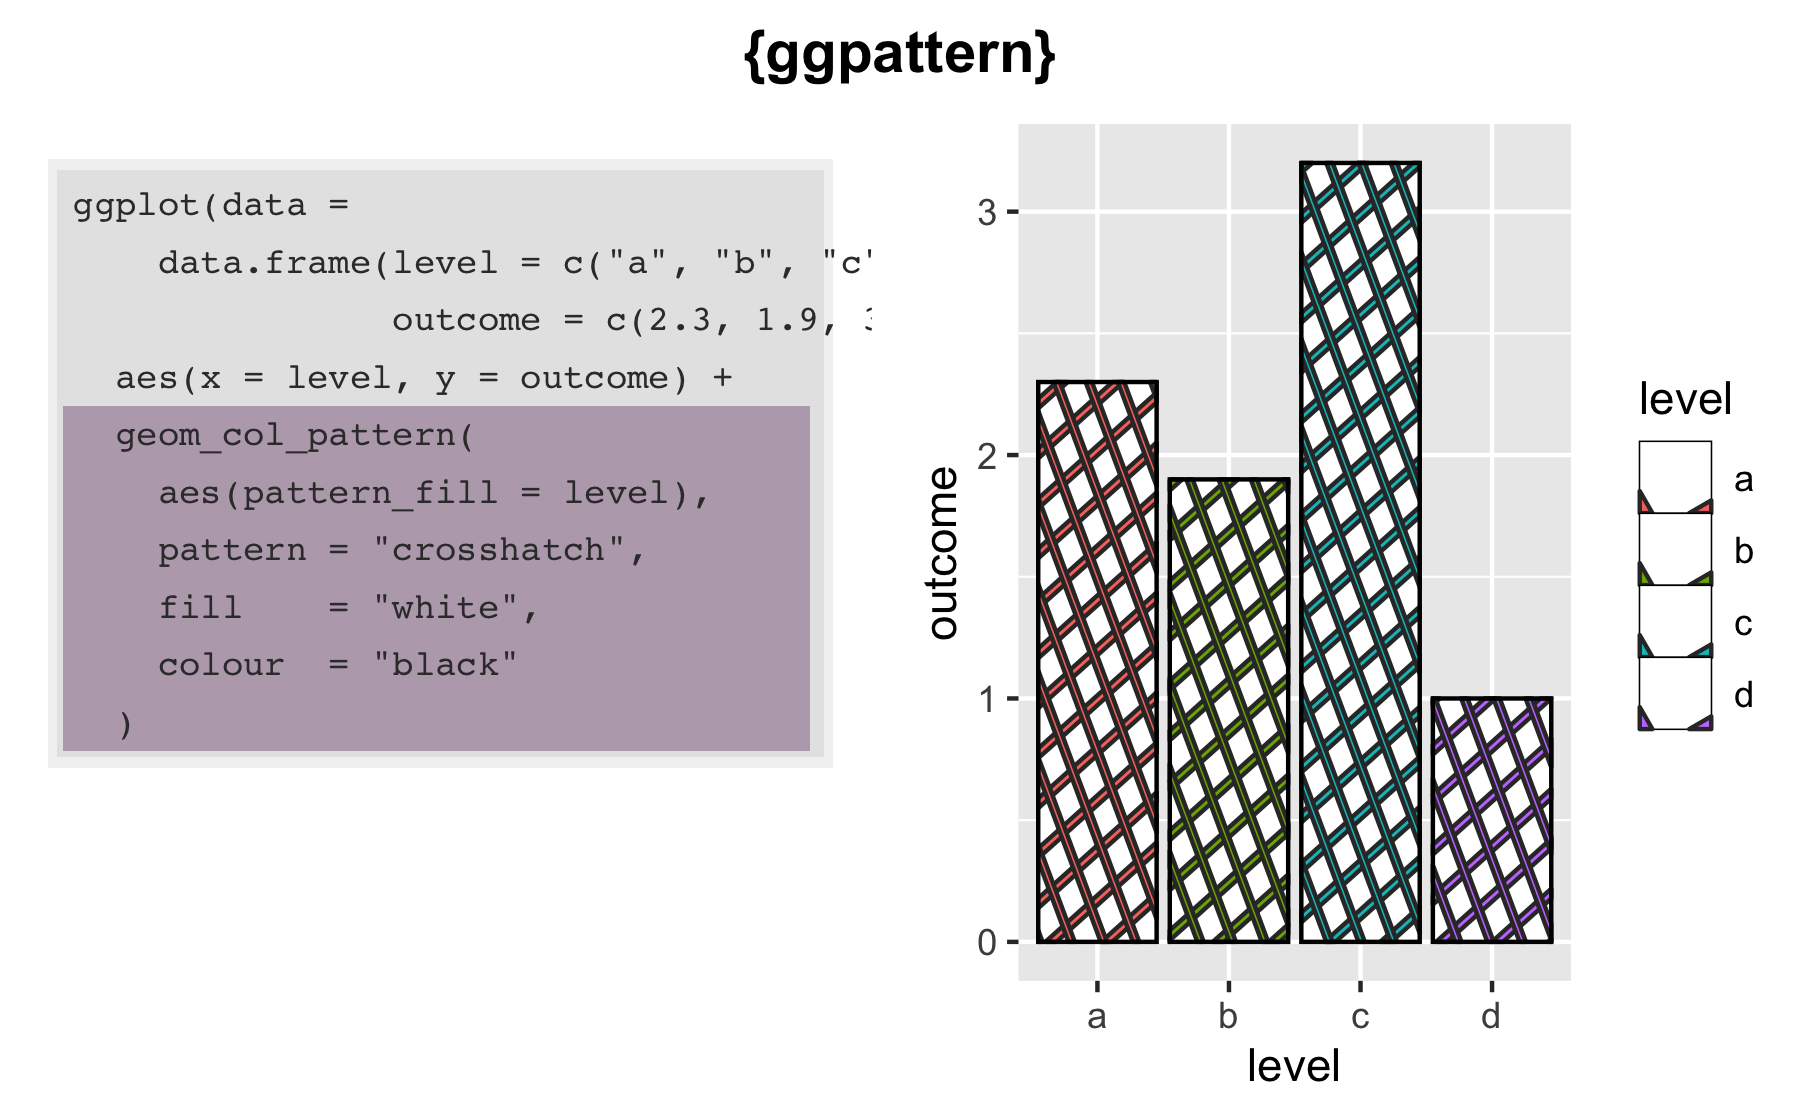 {ggpattern}
ggplot(data =
    data.frame(level = c("a", "b", "c"
               outcome = c(2.3, 1.9,
  aes(x = level, y = outcome) +
  geom_col_pattern(
    aes(pattern_fill = level),
    pattern = "crosshatch",
    fill    = "white",
    colour  = "black"
  )
outcome
3
2
1
0
a b c d
level
level
a
b
c
d